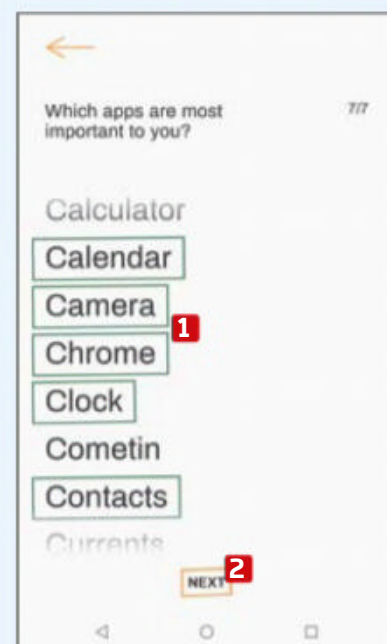 Which apps are most 7/7
important to you?
Calculator
Calendar
Camera
1
Chrome
Clock
Cometin
Contacts
Currents
NEXT 2